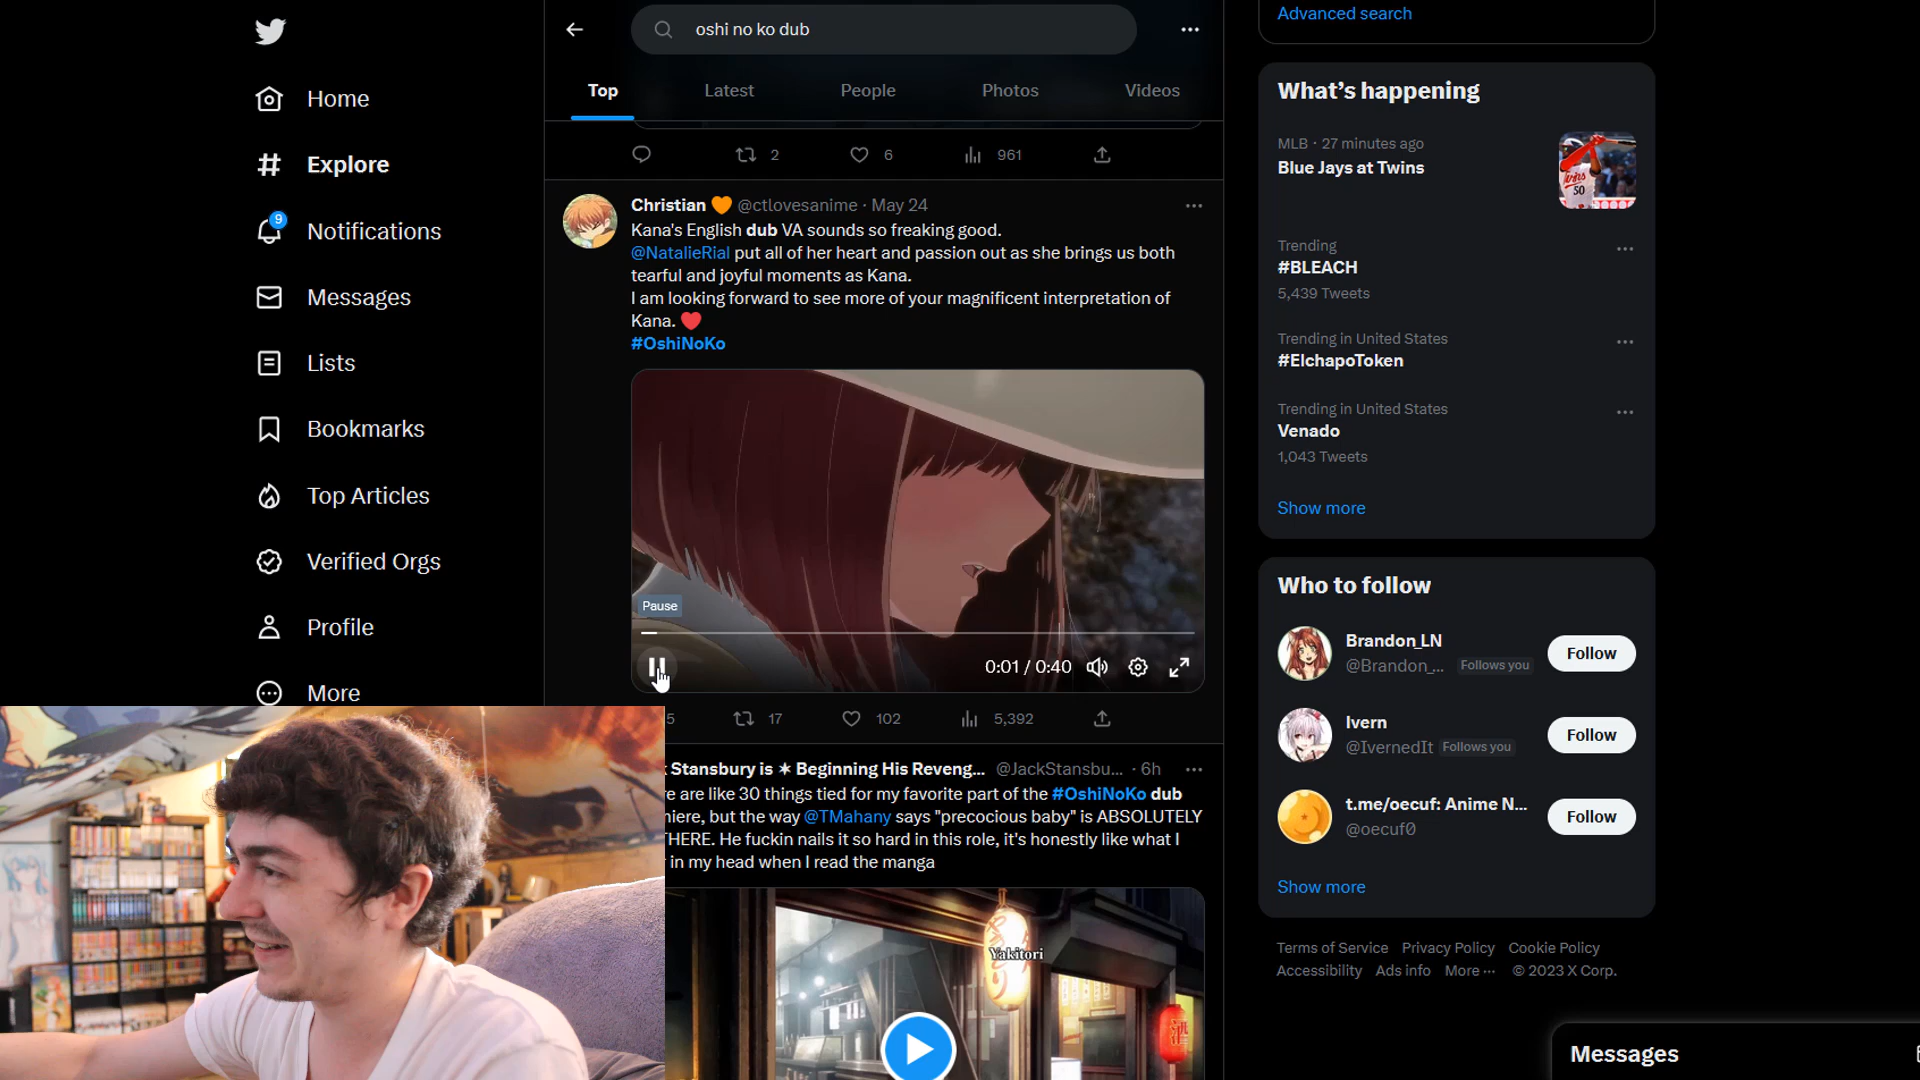 oshi no ko dub
Top
Latest
People
Photos
Videos
Home
Explore
9
Notifications
Messages
Lists
Bookmarks
Top Articles
Verified Orgs
Profile
More
2
6
961
Christian 🧡 @ctlovesanime · May 24
Kana's English dub VA sounds so freaking good.
@NatalieRial put all of her heart and passion out as she brings us both
tearful and joyful moments as Kana.
I am looking forward to see more of your magnificent interpretation of
Kana. ❤️
#OshiNoKo
Pause
0:01 / 0:40
5
17
102
5,392
Stansbury is ✶ Beginning His Reveng... @JackStansbu... · 6h
re are like 30 things tied for my favorite part of the #OshiNoKo dub
niere, but the way @TMahany says "precocious baby" is ABSOLUTELY
THERE. He fuckin nails it so hard in this role, it's honestly like what I
r in my head when I read the manga
Yakitori
Advanced search
What's happening
MLB · 27 minutes ago
Blue Jays at Twins
50
Trending
#BLEACH
5,439 Tweets
Trending in United States
#ElchapoToken
Trending in United States
Venado
1,043 Tweets
Show more
Who to follow
Brandon_LN
@Brandon_... Follows you
Follow
Ivern
@IvernedIt Follows you
Follow
t.me/oecuf: Anime N...
@oecuf0
Follow
Show more
Terms of Service Privacy Policy Cookie Policy
Accessibility Ads info More ··· © 2023 X Corp.
Messages